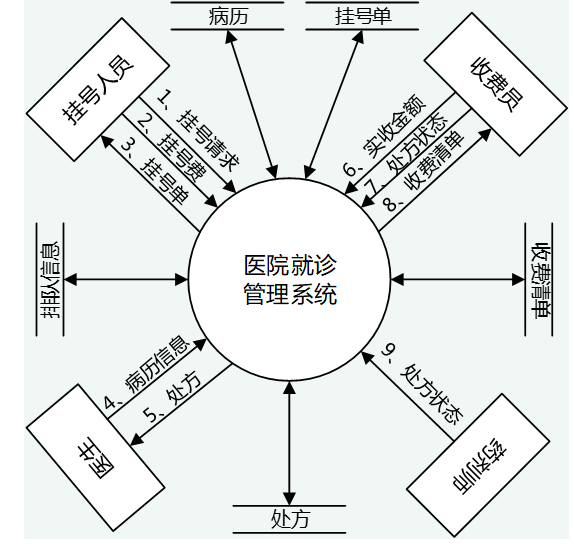 病历
挂号单
挂号人员
收费员
1、挂号请求
2、挂号费
3、挂号单
6、实收金额
7、处方状态
8、收费清单
排队信息
医院就诊
管理系统
收费清单
4、病历信息
5、处方
9、处方状态
医生
药剂师
处方